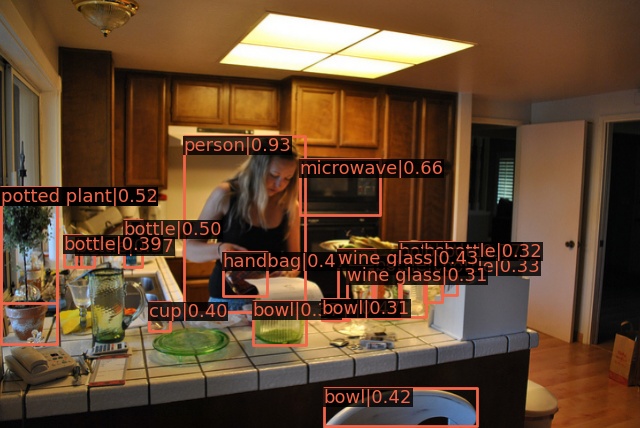 person|0.93
microwave|0.66
potted plant|0.52
bottle|0.50
bottle|0.39
handbag|0.4
wine glass|0.43
bottle|0.32
wine glass|0.31
cup|0.40
bowl|0.31
bowl|0.42